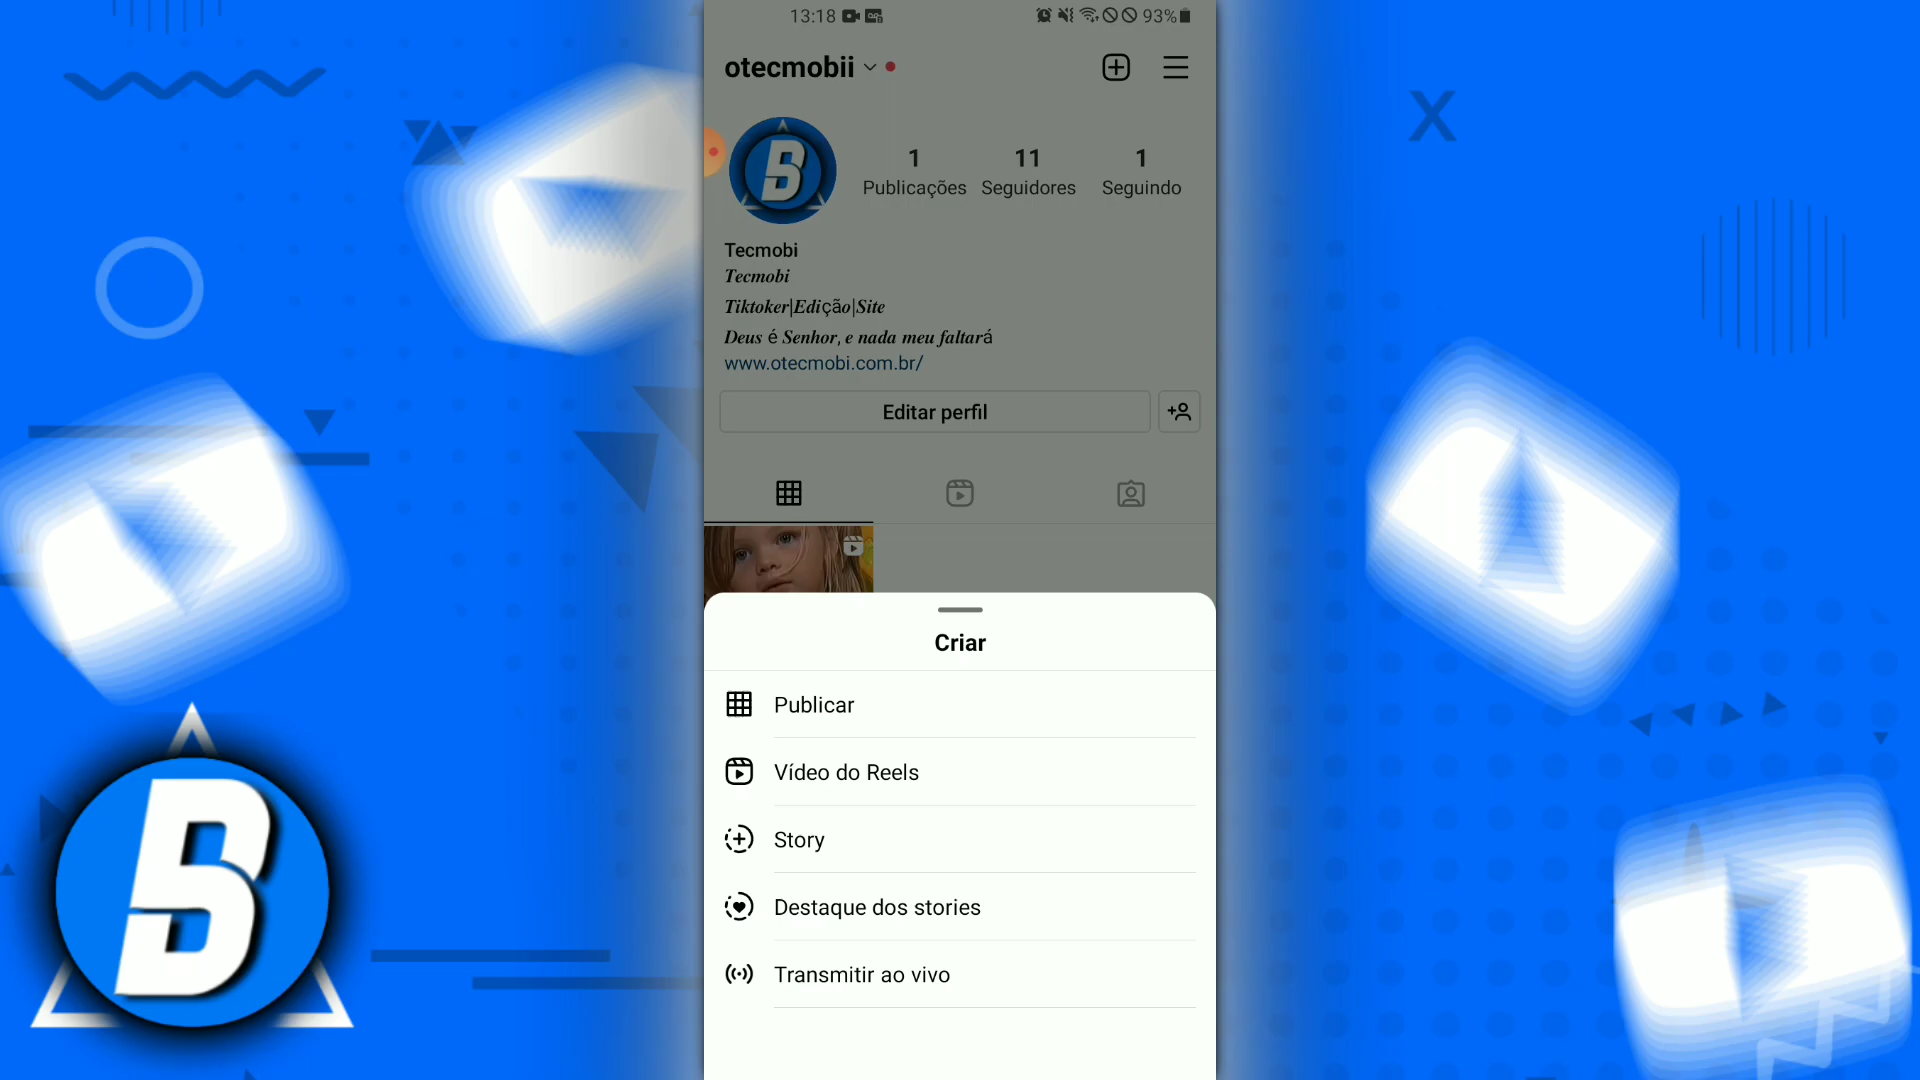 13:18
93%
otecmobii
1
11
1
Publicações
Seguidores
Seguindo
Tecmobi
Tecmobi
Tiktoker|Edição|Site
Deus é Senhor, e nada meu faltará
www.otecmobi.com.br/
Editar perfil
Criar
Publicar
Vídeo do Reels
Story
Destaque dos stories
Transmitir ao vivo